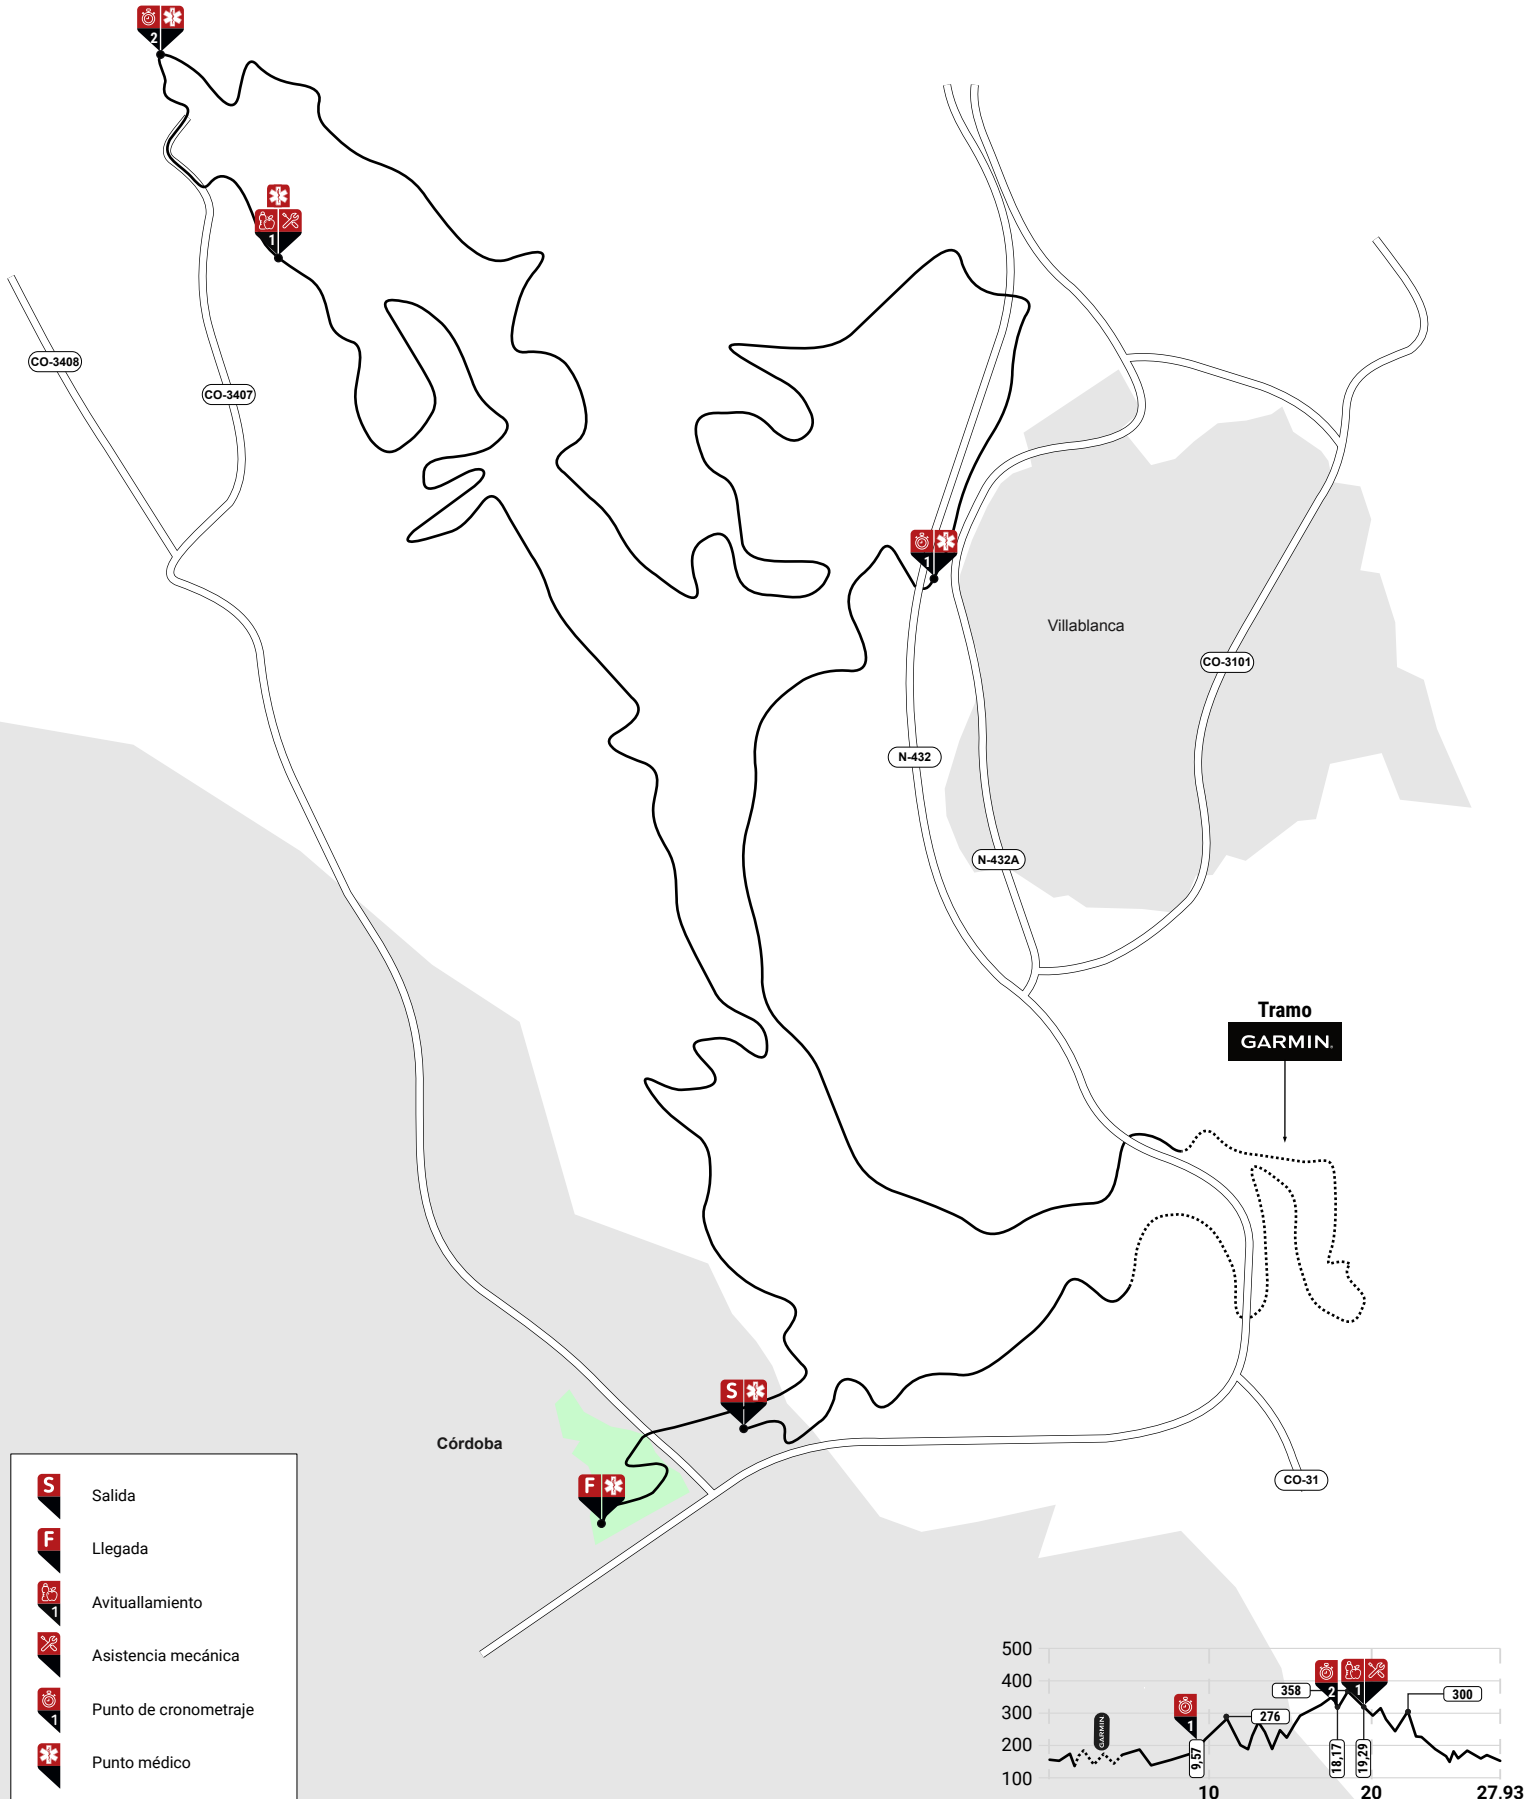 2
1
CO-3408
CO-3407
1
Villablanca
CO-3101
N-432
N-432A
Tramo
GARMIN
S
Córdoba
F
CO-31
S Salida
F Llegada
1 Avituallamiento
Asistencia mecánica
1 Punto de cronometraje
Punto médico
500
400
300
200
100
GARMIN
1
9,57
276
358
2
1
18,17
19,29
300
10
20
27,93